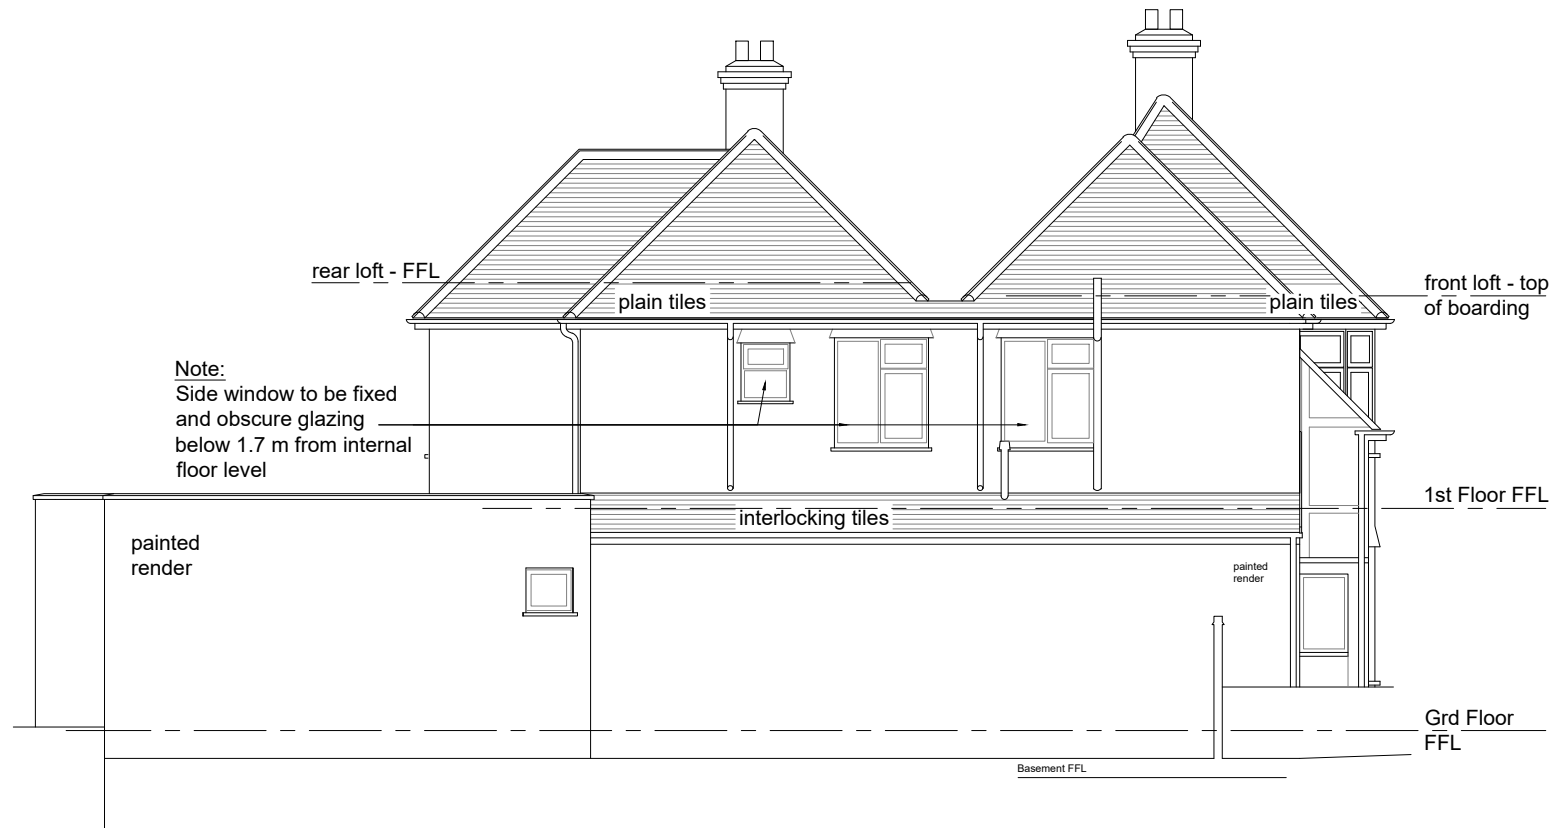 rear loft - FFL
plain tiles
plain tiles
front loft - top
of boarding
Note:
Side window to be fixed
and obscure glazing
below 1.7 m from internal
floor level
1st Floor FFL
interlocking tiles
painted
render
painted
render
Grd Floor
FFL
Basement FFL